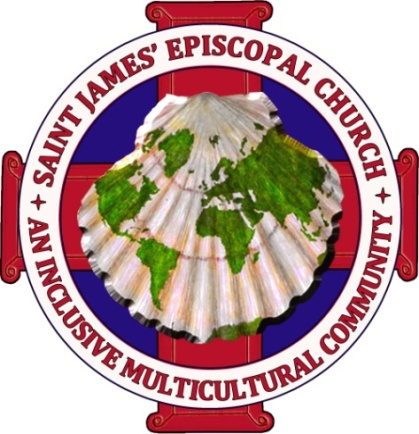 SAINT JAMES' EPISCOPAL CHURCH
AN INCLUSIVE MULTICULTURAL COMMUNITY